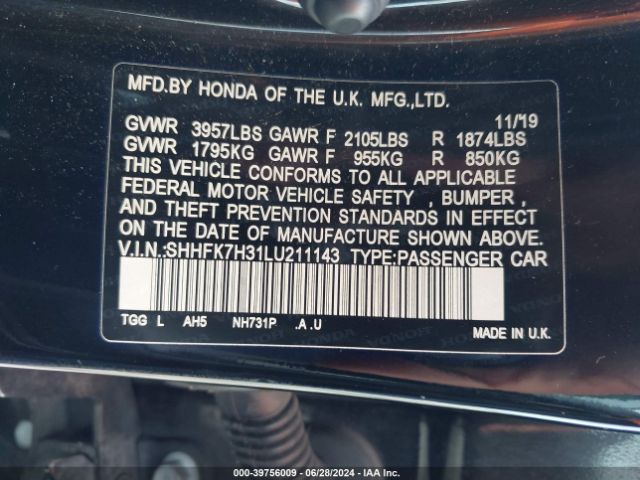 MFD.BY HONDA OF THE U.K. MFG.,LTD.
11/19
GVWR 3957LBS GAWR F 2105LBS R 1874LBS
GVWR 1795KG GAWR F 955KG R 850KG
THIS VEHICLE CONFORMS TO ALL APPLICABLE
FEDERAL MOTOR VEHICLE SAFETY , BUMPER ,
AND THEFT PREVENTION STANDARDS IN EFFECT
ON THE DATE OF MANUFACTURE SHOWN ABOVE.
V.I.N.:SHHFK7H31LU211143 TYPE:PASSENGER CAR
TGG L AH5 NH731P .A .U
MADE IN U.K.
000-39756009 | 06/28/2024 | IAA Inc.